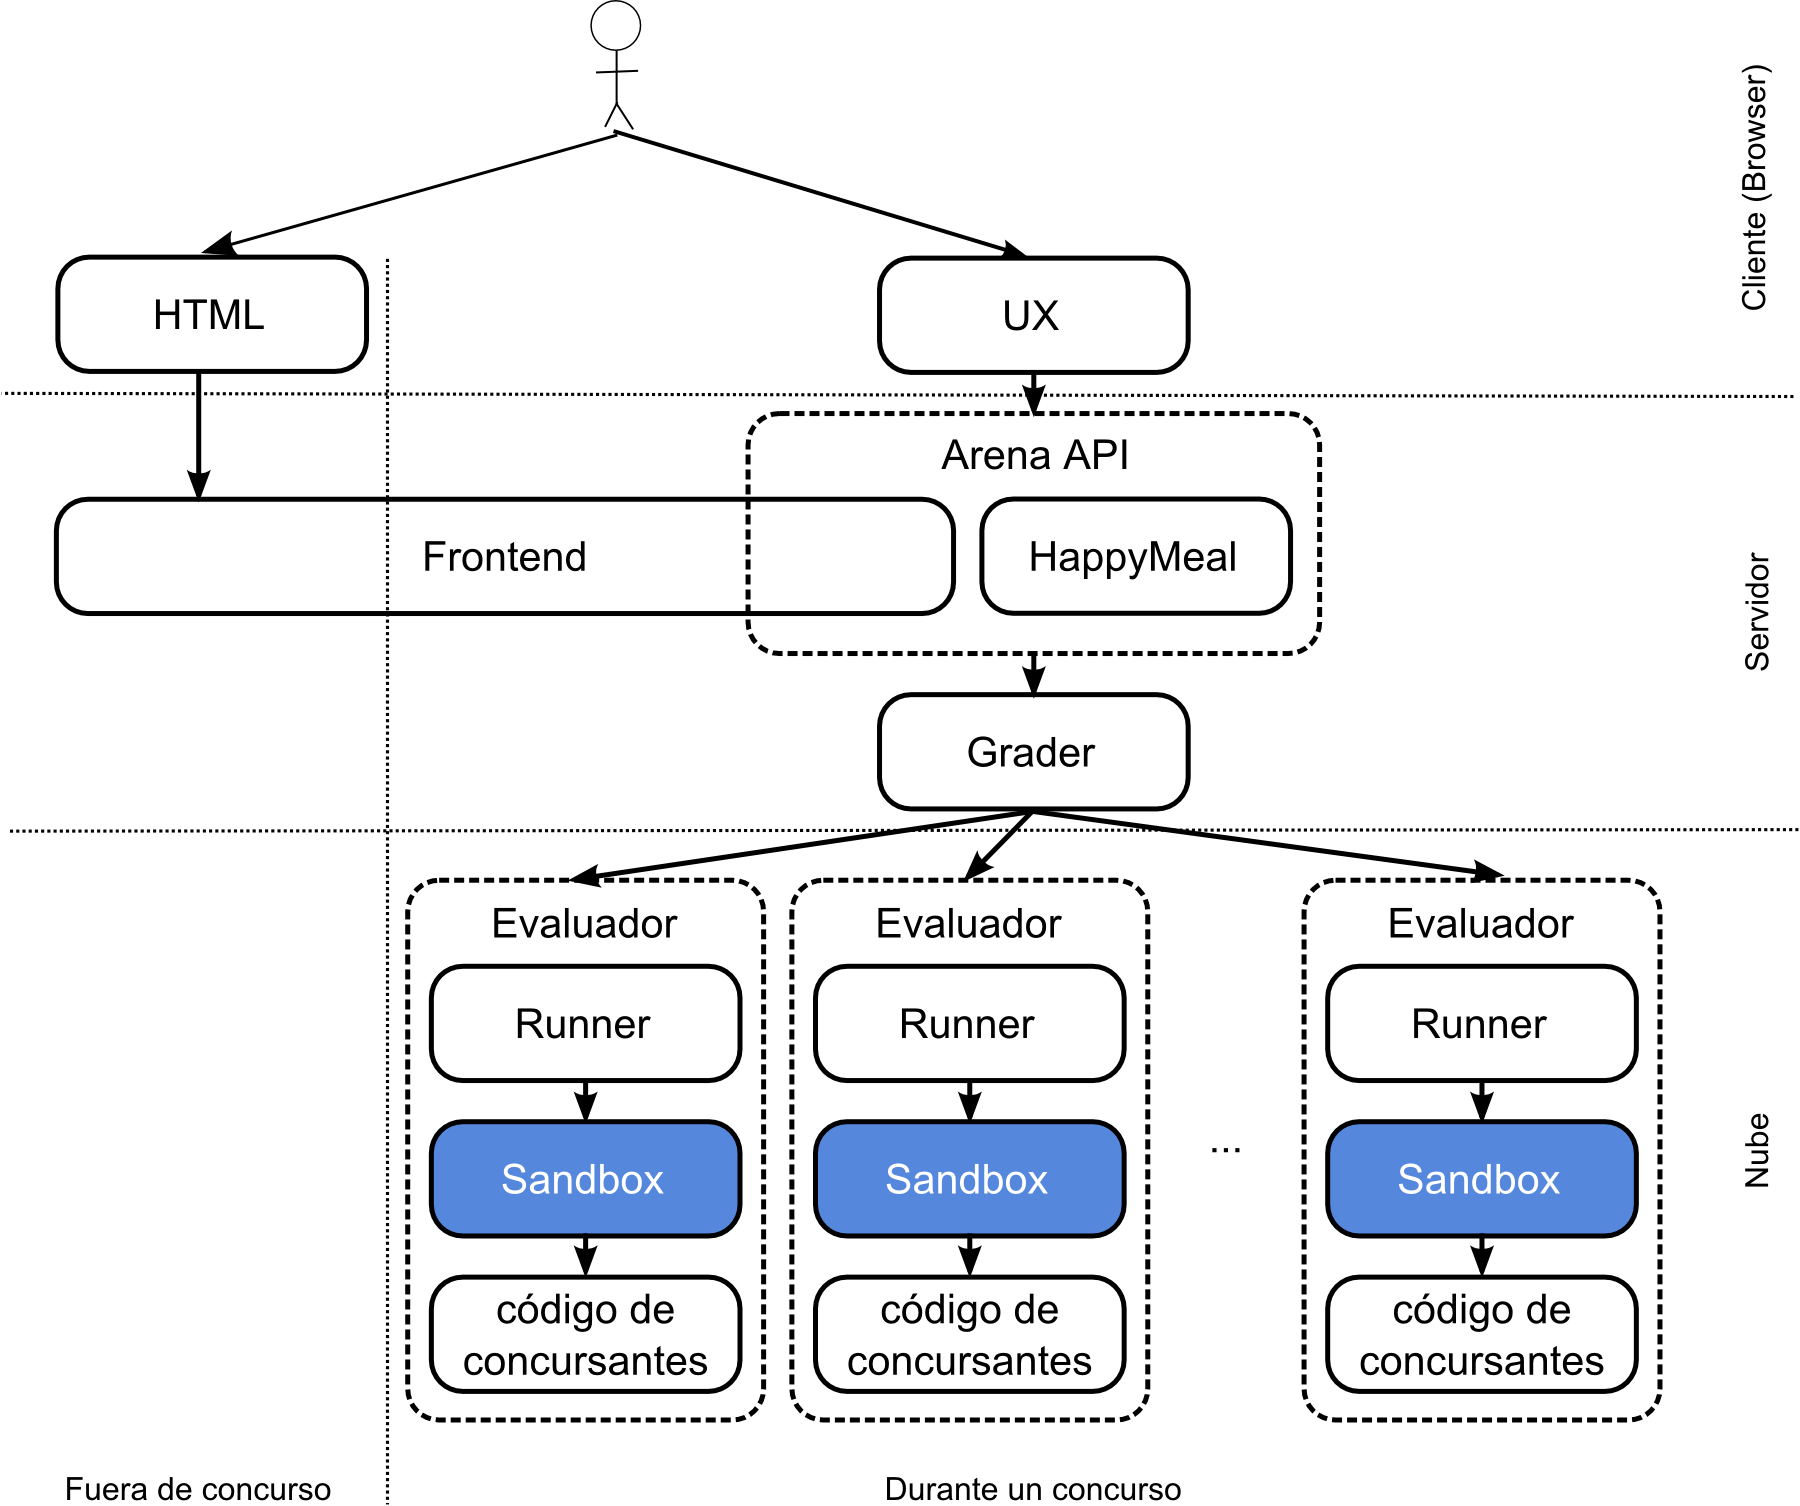 Cliente (Browser)
HTML
UX
Arena API
Frontend
HappyMeal
Servidor
Grader
Evaluador
Evaluador
Evaluador
Runner
Runner
Runner
Sandbox
Sandbox
...
Sandbox
Nube
código de
concursantes
código de
concursantes
código de
concursantes
Fuera de concurso
Durante un concurso